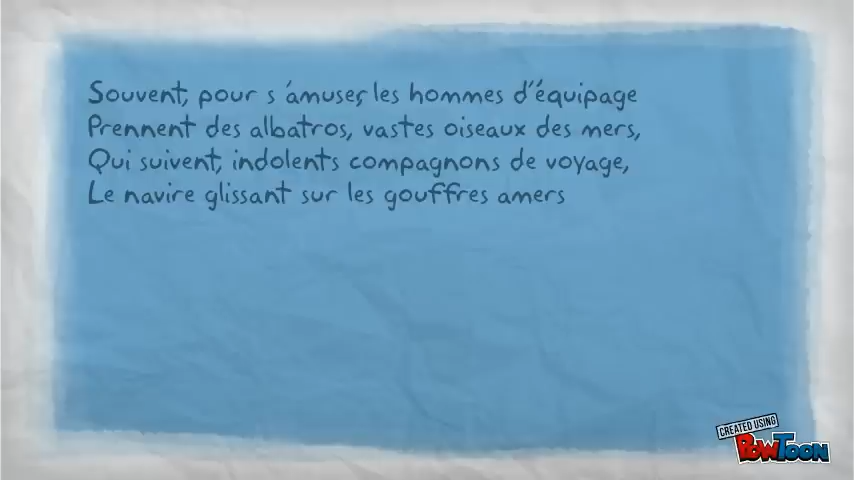 Souvent, pour s'amuser, les hommes d'équipage
Prennent des albatros, vastes oiseaux des mers,
Qui suivent, indolents compagnons de voyage,
Le navire glissant sur les gouffres amers
CREATED USING
POWTOON